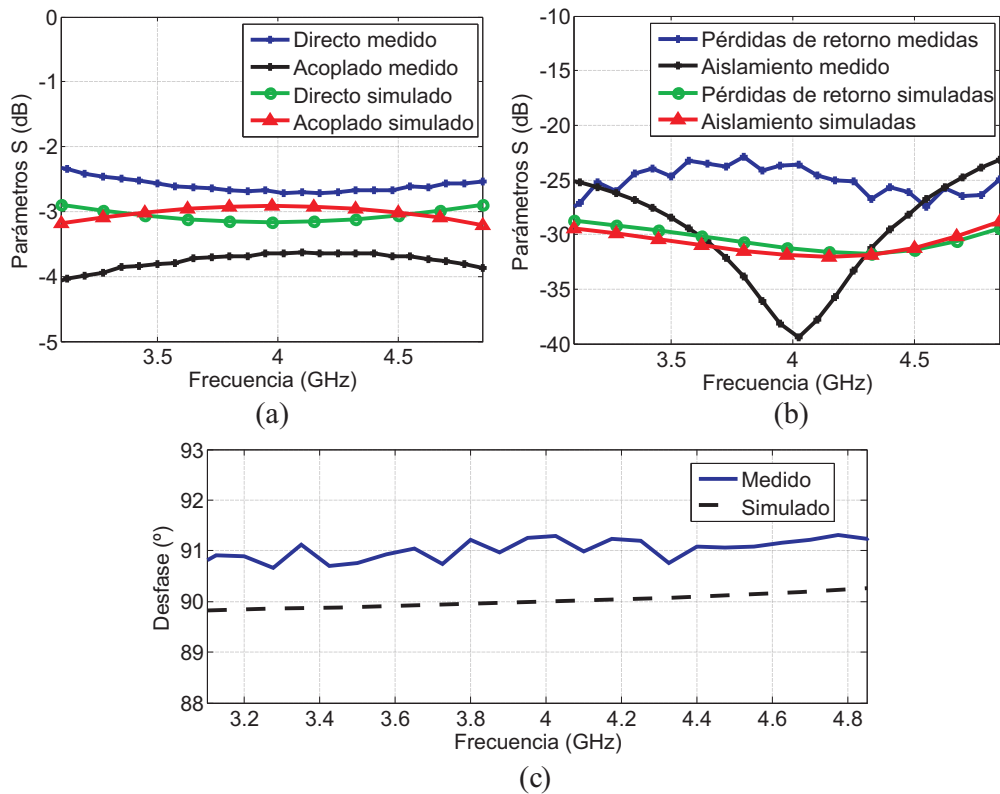 0
-1
-2
-3
-4
-5
Parámetros S (dB)
Directo medido
Acoplado medido
Directo simulado
Acoplado simulado
3.5
4
4.5
Frecuencia (GHz)
(a)
-10
-15
-20
-25
-30
-35
-40
Parámetros S (dB)
Pérdidas de retorno medidas
Aislamiento medido
Pérdidas de retorno simuladas
Aislamiento simuladas
3.5
4
4.5
Frecuencia (GHz)
(b)
93
92
91
90
89
88
Desfase (º)
Medido
Simulado
3.2
3.4
3.6
3.8
4
4.2
4.4
4.6
4.8
Frecuencia (GHz)
(c)